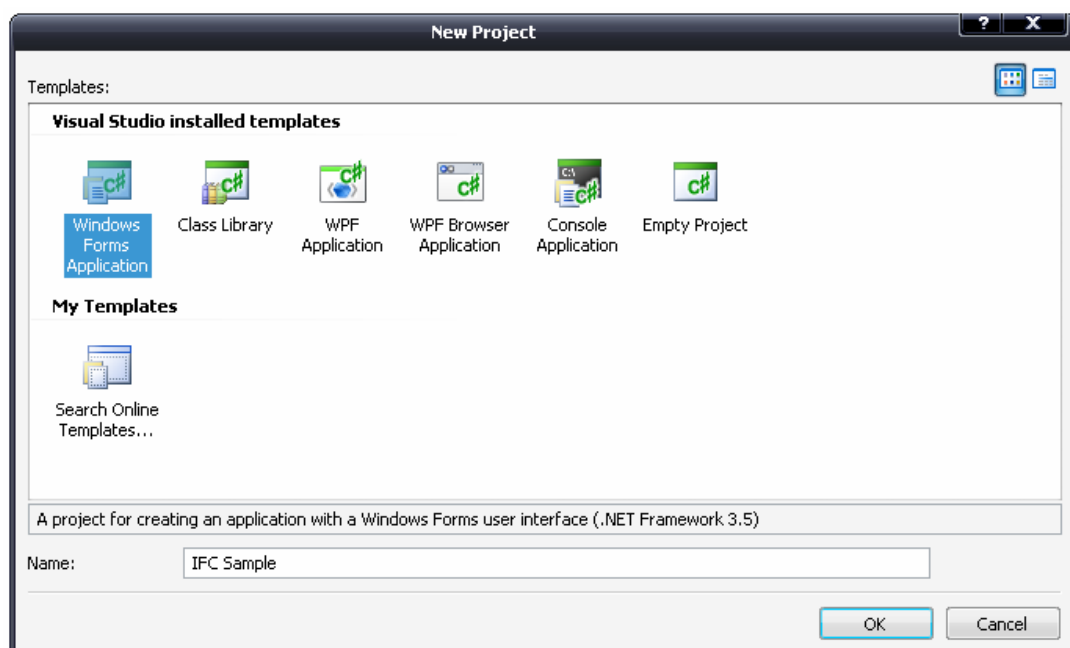 New Project
? X
Templates:
Visual Studio installed templates
C# C# C# C# C:\ C# C#
Windows Class Library WPF WPF Browser Console Empty Project
Forms Application Application Application
Application
My Templates
Search Online
Templates...
A project for creating an application with a Windows Forms user interface (.NET Framework 3.5)
Name: IFC Sample
OK Cancel